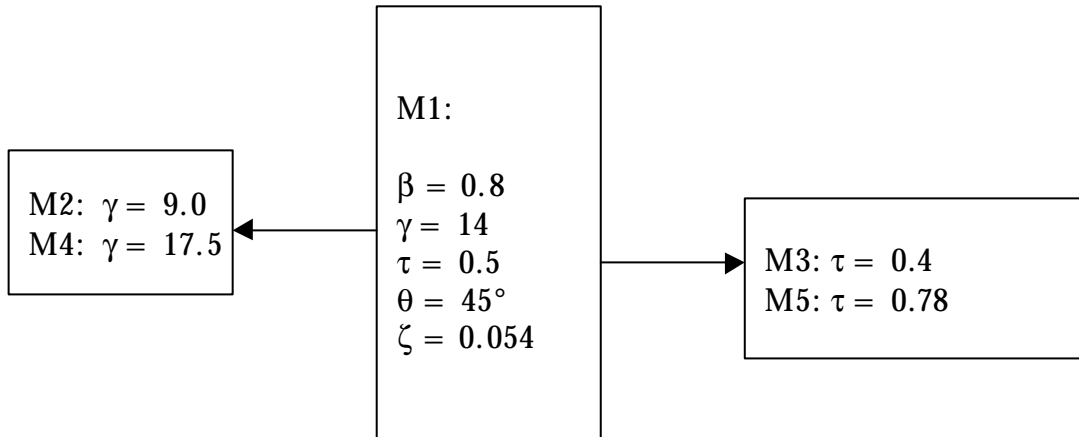 M2: γ = 9.0
M4: γ = 17.5
M1:
β = 0.8
γ = 14
τ = 0.5
θ = 45°
ζ = 0.054
M3: τ = 0.4
M5: τ = 0.78